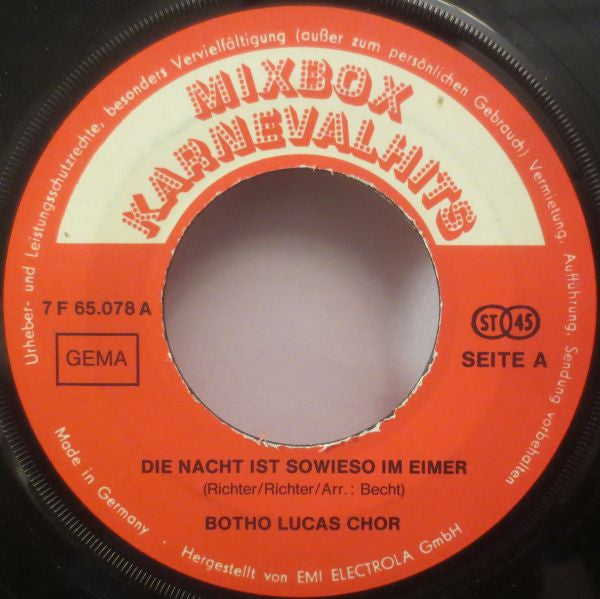 Urheber- und Leistungsschutzrechte, besonders Vervielfältigung (außer zum persönlichen Gebrauch) Vermietung, Aufführung, Sendung vorbehalten
MIXBOX
KARNEVALHITS
7 F 65.078 A
GEMA
ST 45
SEITE A
DIE NACHT IST SOWIESO IM EIMER
(Richter/Richter/Arr.: Becht)
BOTHO LUCAS CHOR
Made in Germany · Hergestellt von EMI ELECTROLA GmbH